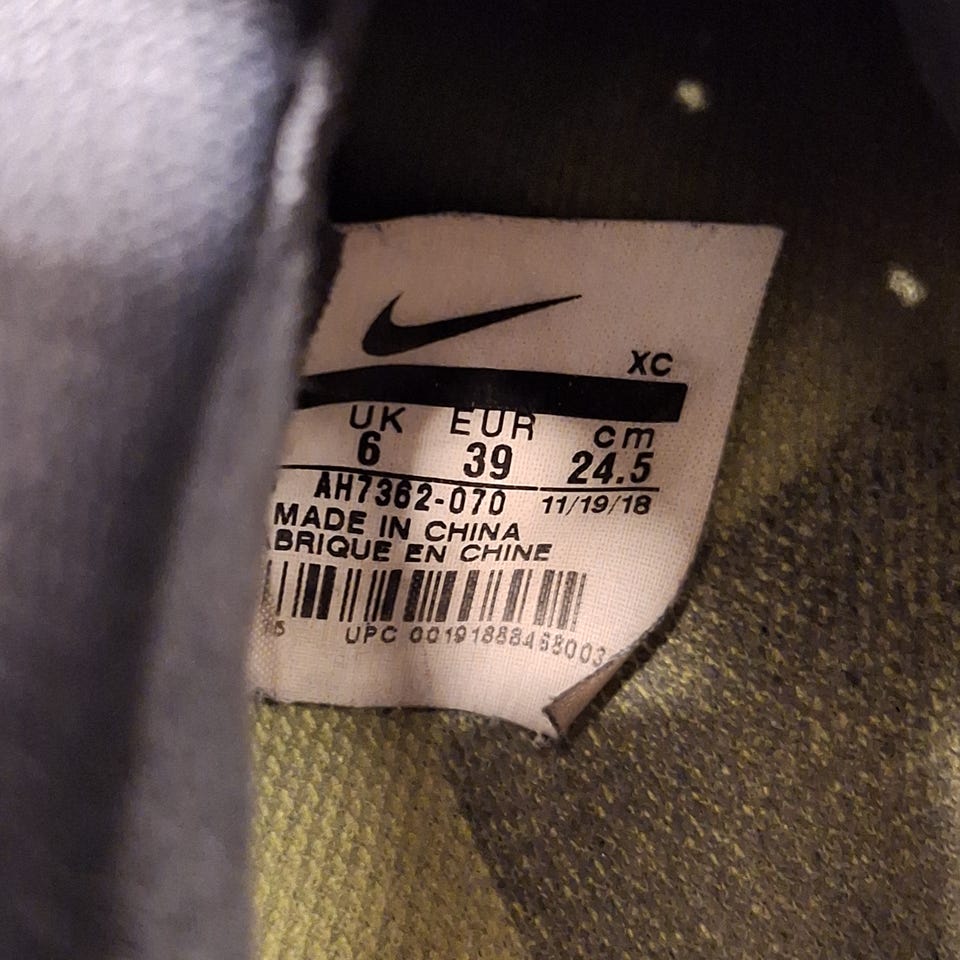 XC
UK EUR cm
6 39 24.5
AH7362-070 11/19/18
MADE IN CHINA
BRIQUE EN CHINE
UPC 00191888468003